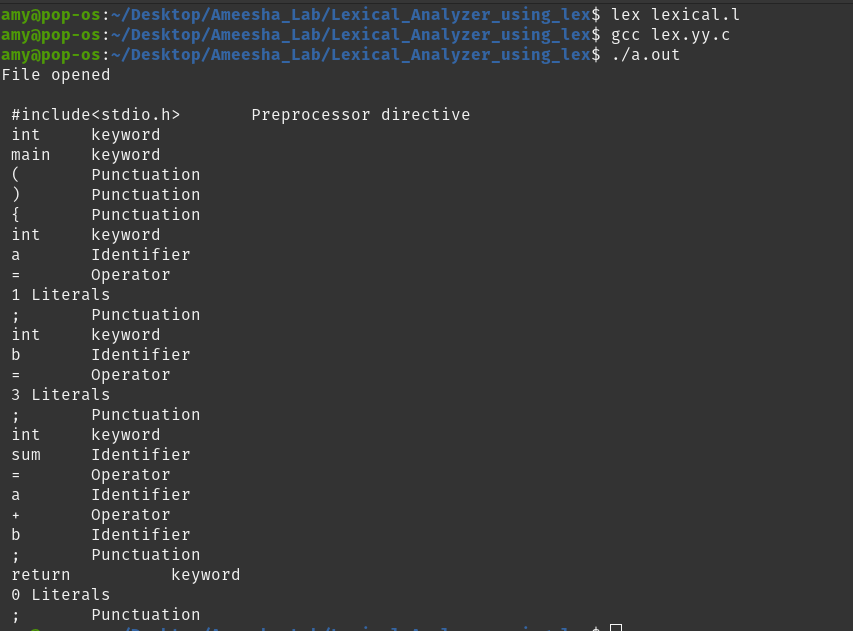 amy@pop-os:~/Desktop/Ameesha_Lab/Lexical_Analyzer_using_lex$ lex lexical.l
amy@pop-os:~/Desktop/Ameesha_Lab/Lexical_Analyzer_using_lex$ gcc lex.yy.c
amy@pop-os:~/Desktop/Ameesha_Lab/Lexical_Analyzer_using_lex$ ./a.out
File opened
#include<stdio.h> Preprocessor directive
int keyword
main keyword
( Punctuation
) Punctuation
{ Punctuation
int keyword
a Identifier
= Operator
1 Literals
; Punctuation
int keyword
b Identifier
= Operator
3 Literals
; Punctuation
int keyword
sum Identifier
= Operator
a Identifier
+ Operator
b Identifier
; Punctuation
return keyword
0 Literals
; Punctuation